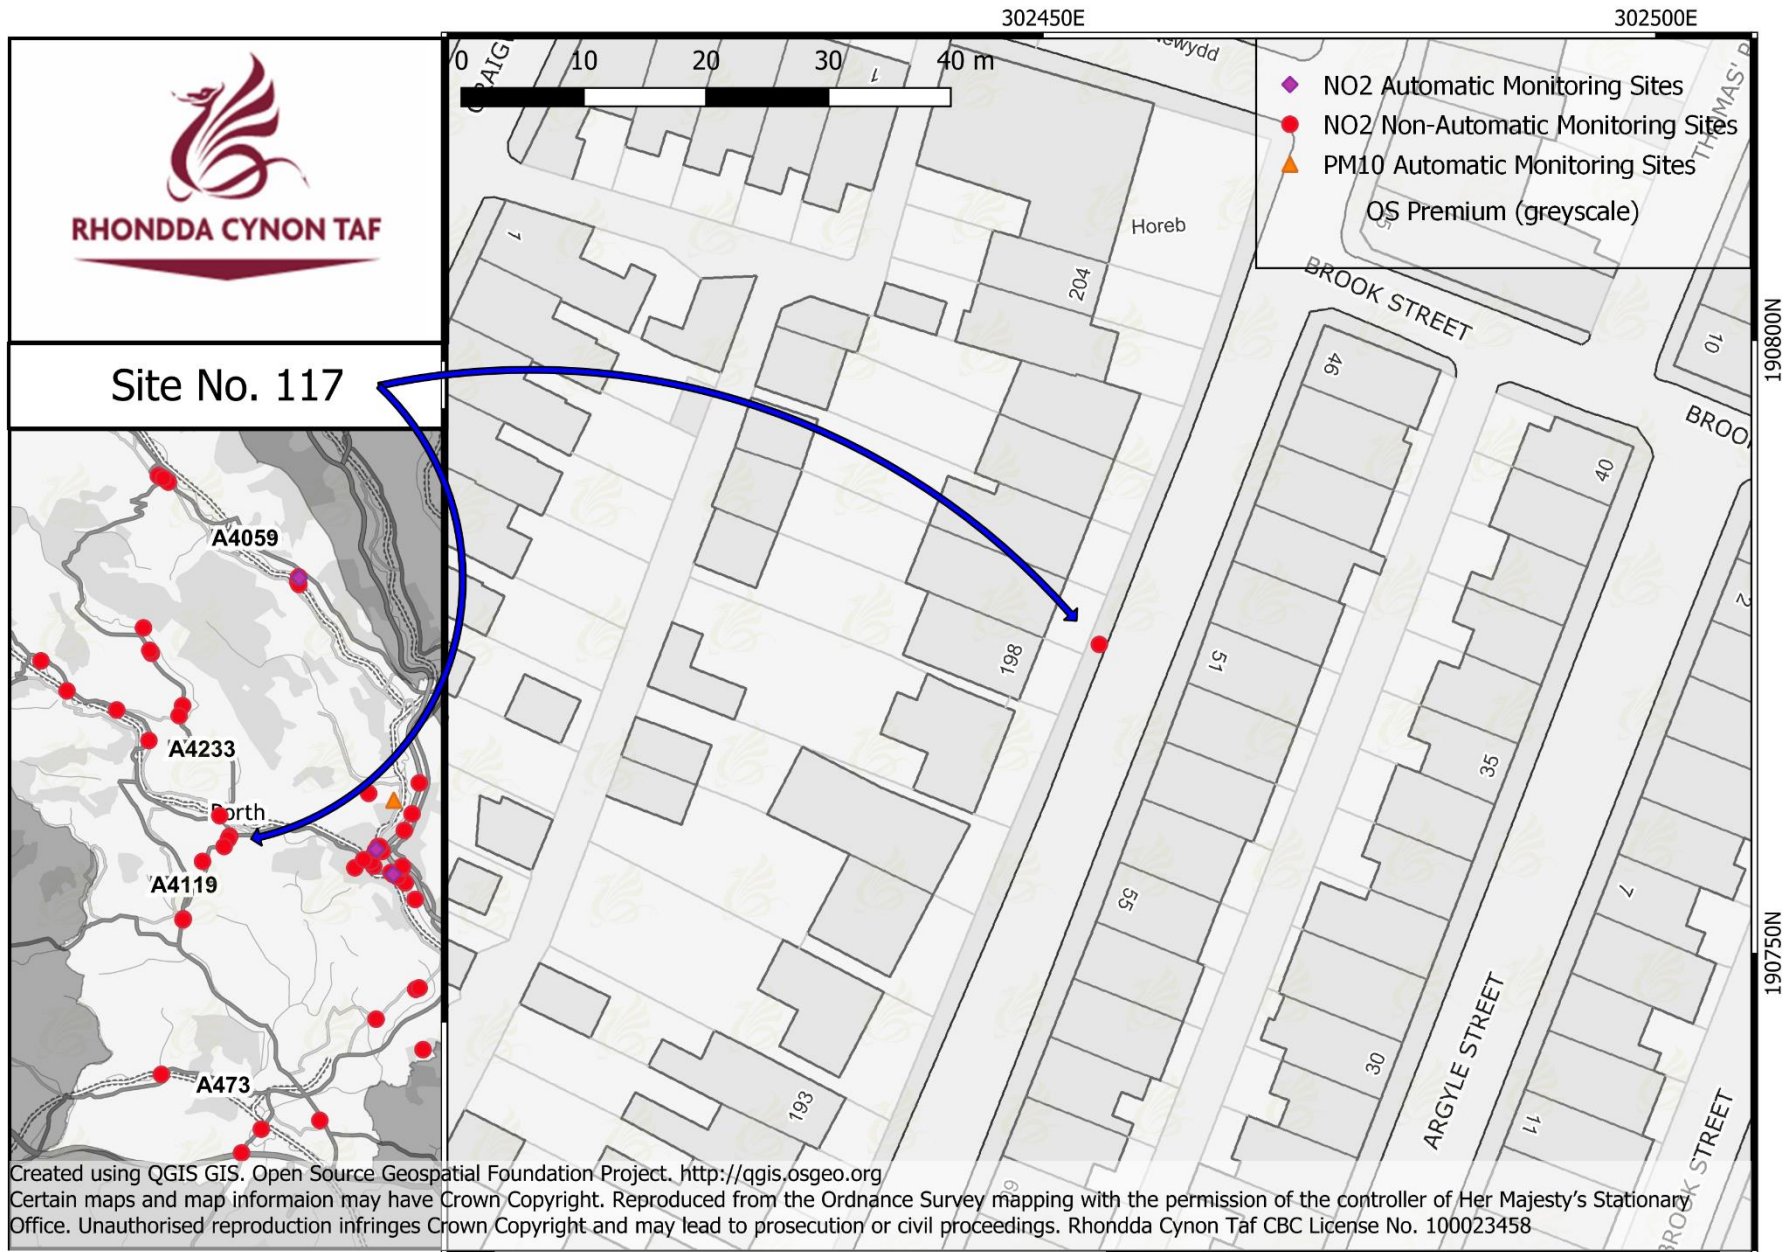 302450E
302500E
RHONDDA CYNON TAF
Site No. 117
0 10 20 30 40 m
NO2 Automatic Monitoring Sites
NO2 Non-Automatic Monitoring Sites
PM10 Automatic Monitoring Sites
OS Premium (greyscale)
1
Horeb
204
1
BROOK STREET
46
10
190800N
40
2
198
51
35
55
7
190750N
30
193
11
ARGYLE STREET
BROOK STREET
A4059
A4233
Porth
A4119
A473
Created using QGIS GIS. Open Source Geospatial Foundation Project. http://qgis.osgeo.org
Certain maps and map informaion may have Crown Copyright. Reproduced from the Ordnance Survey mapping with the permission of the controller of Her Majesty's Stationary
Office. Unauthorised reproduction infringes Crown Copyright and may lead to prosecution or civil proceedings. Rhondda Cynon Taf CBC License No. 100023458